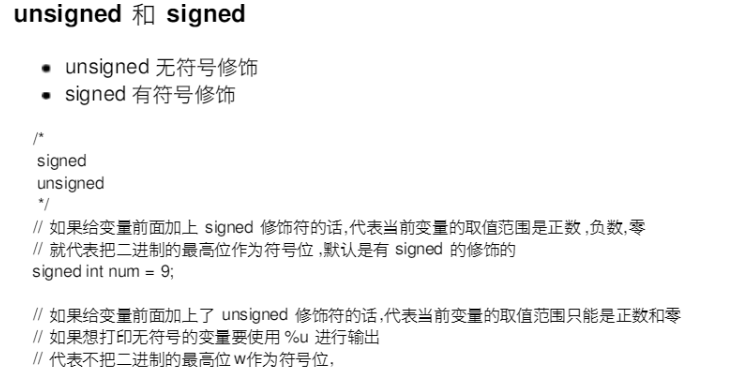 unsigned 和 signed
• unsigned 无符号修饰
• signed 有符号修饰
/*
signed
unsigned
*/
// 如果给变量前面加上 signed 修饰符的话,代表当前变量的取值范围是正数 ,负数,零
// 就代表把二进制的最高位作为符号位 ,默认是有 signed 的修饰的
signed int num = 9;
// 如果给变量前面加上了 unsigned 修饰符的话,代表当前变量的取值范围只能是正数和零
// 如果想打印无符号的变量要使用 %u 进行输出
// 代表不把二进制的最高位w作为符号位,